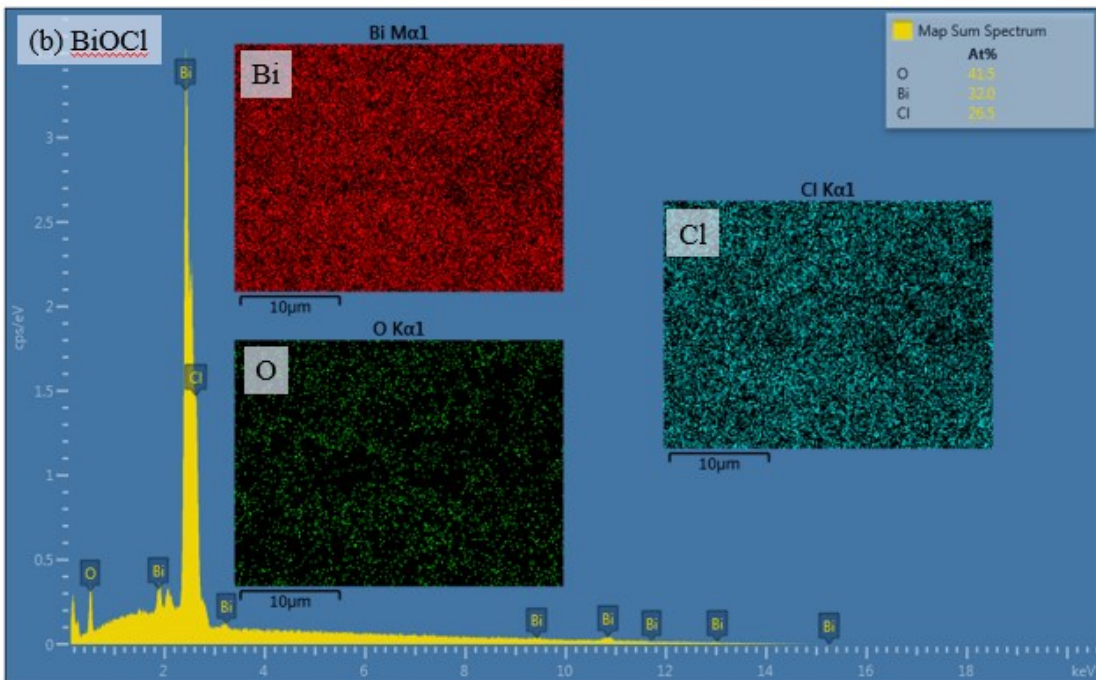 (b) BiOCl
Bi Mα1
Bi
10µm
O Kα1
O
10µm
Cl Kα1
Cl
10µm
Map Sum Spectrum
At%
O 41.5
Bi 32.0
Cl 26.5
cps/eV
3
2.5
2
1.5
1
0.5
0
Bi
Cl
O
Bi
Bi
Bi
Bi
Bi
Bi
Bi
2
4
6
8
10
12
14
16
18
keV